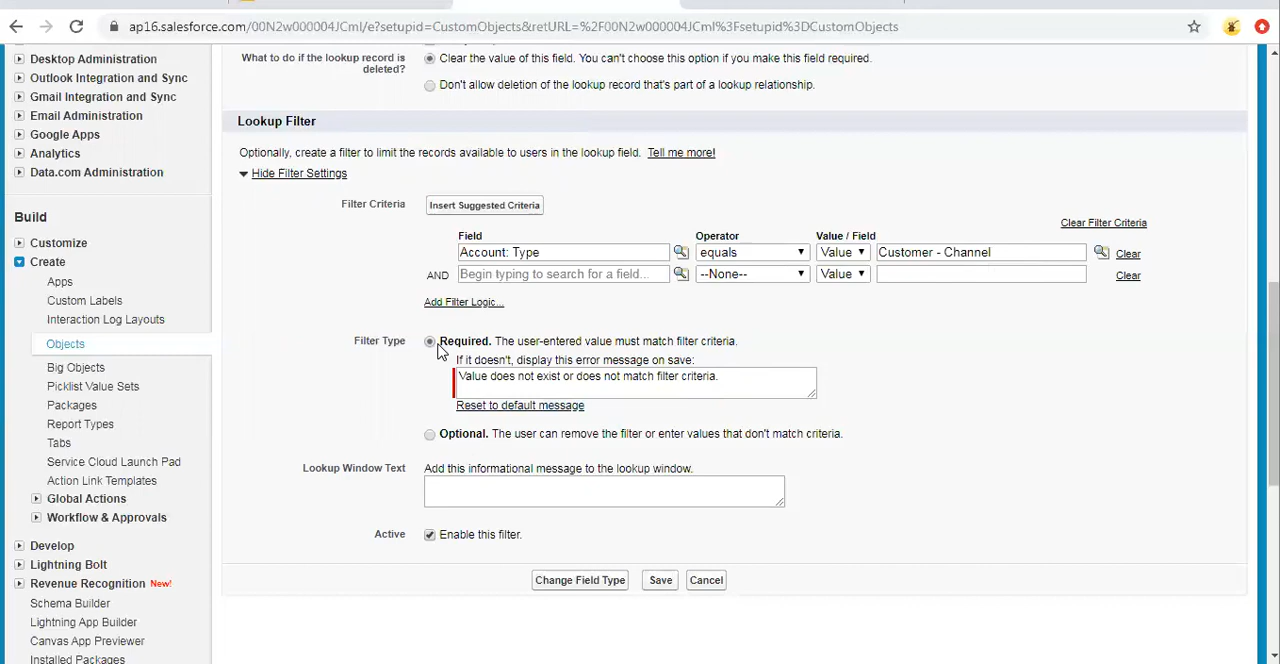 ap16.salesforce.com/00N2w000004JCml/e?setupid=CustomObjects&retURL=%2F00N2w000004JCml%3Fsetupid%3DCustomObjects
Desktop Administration
Outlook Integration and Sync
Gmail Integration and Sync
Email Administration
Google Apps
Analytics
Data.com Administration
Build
Customize
Create
Apps
Custom Labels
Interaction Log Layouts
Objects
Big Objects
Picklist Value Sets
Packages
Report Types
Tabs
Service Cloud Launch Pad
Action Link Templates
Global Actions
Workflow & Approvals
Develop
Lightning Bolt
Revenue Recognition New!
Schema Builder
Lightning App Builder
Canvas App Previewer
Installed Packages
What to do if the lookup record is
deleted?
Clear the value of this field. You can't choose this option if you make this field required.
Don't allow deletion of the lookup record that's part of a lookup relationship.
Lookup Filter
Optionally, create a filter to limit the records available to users in the lookup field. Tell me more!
Hide Filter Settings
Filter Criteria Insert Suggested Criteria
Clear Filter Criteria
Field Operator Value / Field
Account: Type equals Value Customer - Channel Clear
AND Begin typing to search for a field... --None-- Value Clear
Add Filter Logic...
Filter Type Required. The user-entered value must match filter criteria.
If it doesn't, display this error message on save:
Value does not exist or does not match filter criteria.
Reset to default message
Optional. The user can remove the filter or enter values that don't match criteria.
Lookup Window Text Add this informational message to the lookup window.
Active Enable this filter.
Change Field Type Save Cancel